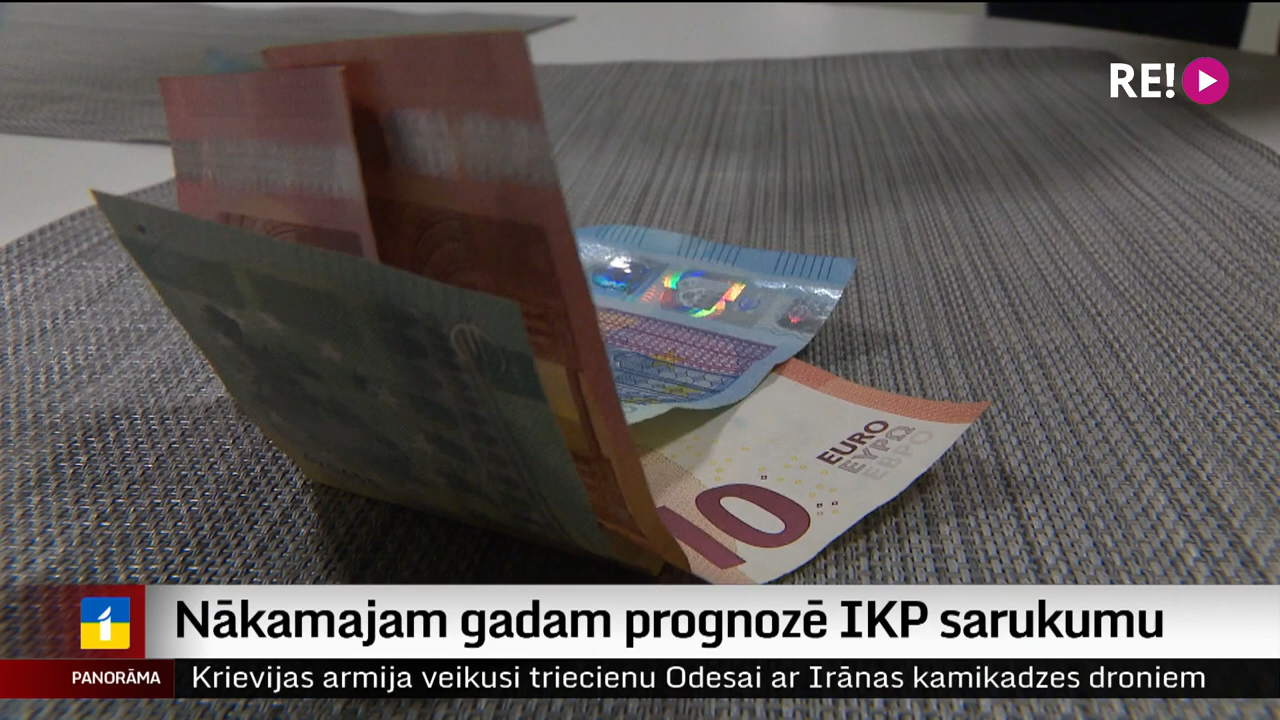 RE!
EURO
ΕΥΡΩ
ЕВРО
10
1
Nākamajam gadam prognozē IKP sarukumu
PANORĀMA
Krievijas armija veikusi triecienu Odesai ar Irānas kamikadzes droniem